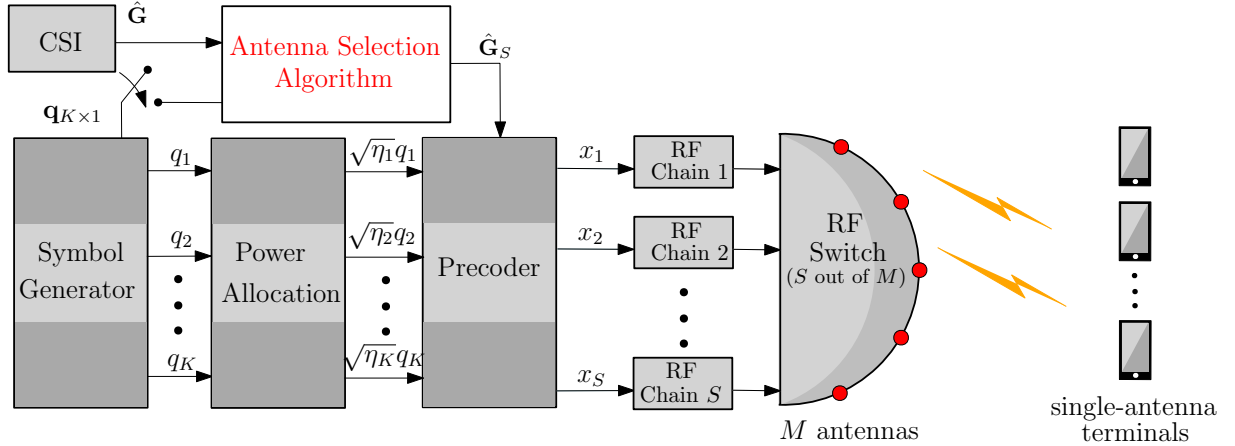 Ĝ
CSI
Antenna Selection
Algorithm
Ĝ_S
q_{K×1}
Symbol
Generator
q_1
q_2
q_K
Power
Allocation
√η_1 q_1
√η_2 q_2
√η_K q_K
Precoder
x_1
x_2
x_S
RF
Chain 1
RF
Chain 2
RF
Chain S
RF
Switch
(S out of M)
M antennas
single-antenna
terminals